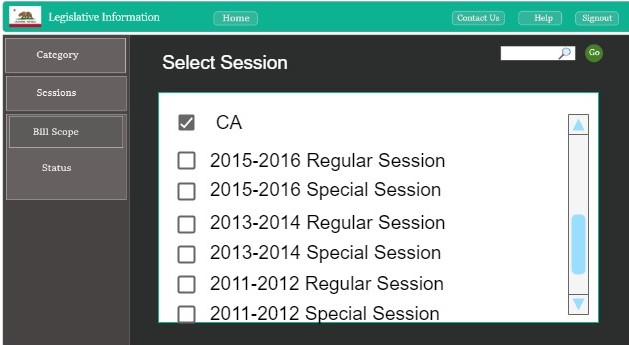 Legislative Information
Home
Contact Us
Help
Signout
Category
Sessions
Bill Scope
Status
Select Session
Go
CA
2015-2016 Regular Session
2015-2016 Special Session
2013-2014 Regular Session
2013-2014 Special Session
2011-2012 Regular Session
2011-2012 Special Session